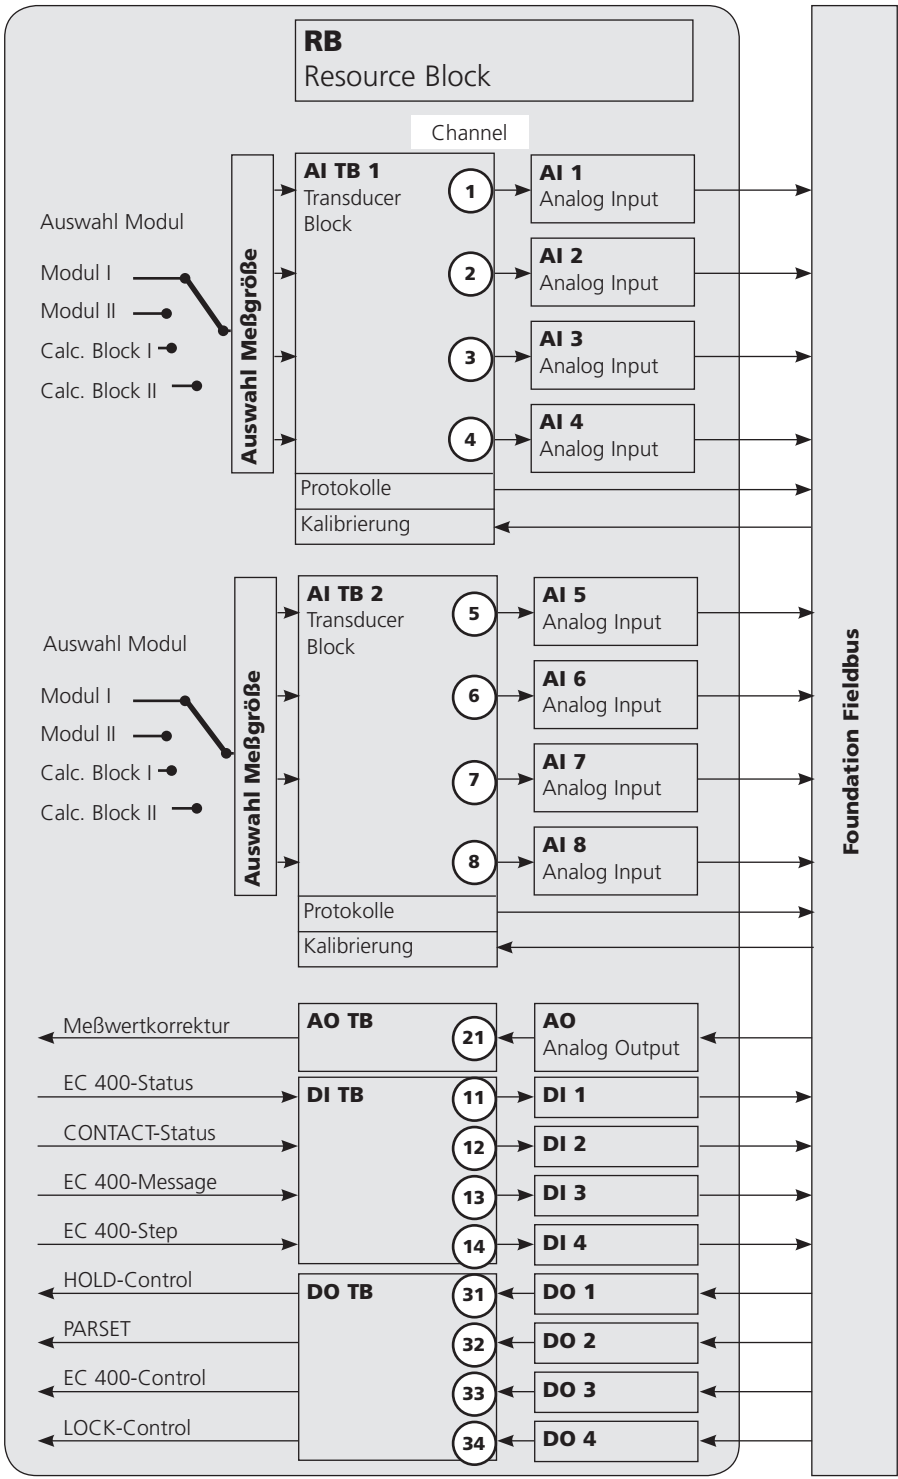 RB
Resource Block
Channel
AI TB 1
Transducer
Block
1
AI 1
Analog Input
2
AI 2
Analog Input
3
AI 3
Analog Input
4
AI 4
Analog Input
Auswahl Modul
Modul I
Modul II
Calc. Block I
Calc. Block II
Auswahl Meßgröße
Protokolle
Kalibrierung
AI TB 2
Transducer
Block
5
AI 5
Analog Input
6
AI 6
Analog Input
7
AI 7
Analog Input
8
AI 8
Analog Input
Auswahl Modul
Modul I
Modul II
Calc. Block I
Calc. Block II
Auswahl Meßgröße
Protokolle
Kalibrierung
Foundation Fieldbus
Meßwertkorrektur
AO TB
21
AO
Analog Output
EC 400-Status
DI TB
11
DI 1
CONTACT-Status
12
DI 2
EC 400-Message
13
DI 3
EC 400-Step
14
DI 4
HOLD-Control
DO TB
31
DO 1
PARSET
32
DO 2
EC 400-Control
33
DO 3
LOCK-Control
34
DO 4